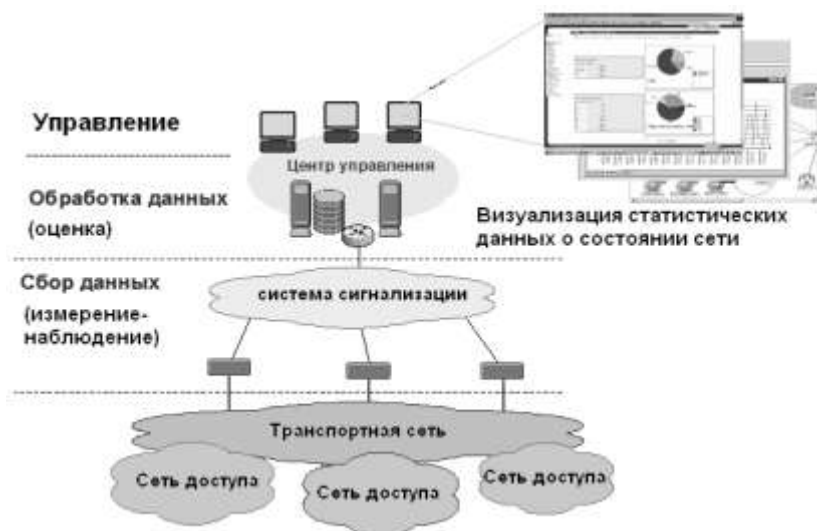 Управление
Центр управления
Обработка данных
(оценка)
Визуализация статистических
данных о состоянии сети
Сбор данных
(измерение-
наблюдение)
система сигнализации
Транспортная сеть
Сеть доступа
Сеть доступа
Сеть доступа